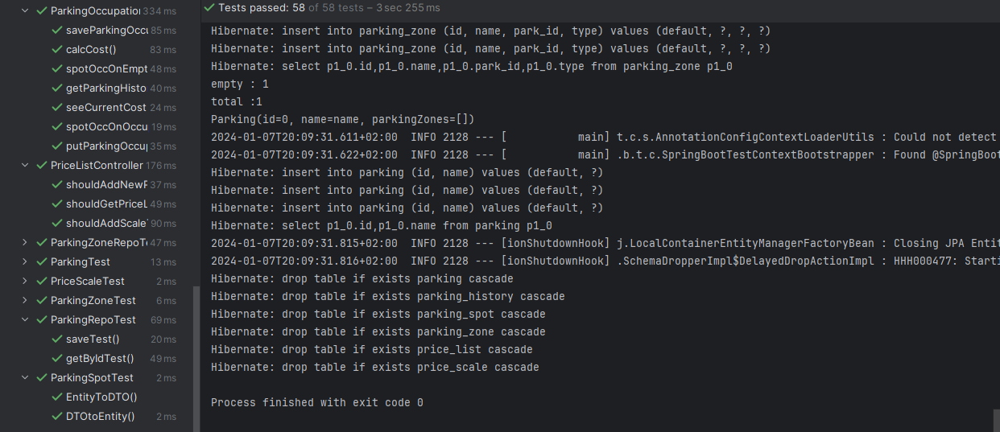 ParkingOccupation 334 ms
saveParkingOccu 85 ms
calcCost() 83 ms
spotOccOnEmpt 48 ms
getParkingHisto 40 ms
seeCurrentCost 24 ms
spotOccOnOccu 19 ms
putParkingOccup 35 ms
PriceListController 176 ms
shouldAddNewP 37 ms
shouldGetPriceL 49 ms
shouldAddScale 90 ms
ParkingZoneRepoT 47 ms
ParkingTest 13 ms
PriceScaleTest 2 ms
ParkingZoneTest 6 ms
ParkingRepoTest 69 ms
saveTest() 20 ms
getByIdTest() 49 ms
ParkingSpotTest 2 ms
EntityToDTO()
DTOtoEntity() 2 ms
Tests passed: 58 of 58 tests – 3 sec 255 ms
Hibernate: insert into parking_zone (id, name, park_id, type) values (default, ?, ?, ?)
Hibernate: insert into parking_zone (id, name, park_id, type) values (default, ?, ?, ?)
Hibernate: select p1_0.id,p1_0.name,p1_0.park_id,p1_0.type from parking_zone p1_0
empty : 1
total :1
Parking(id=0, name=name, parkingZones=[])
2024-01-07T20:09:31.611+02:00  INFO 2128 --- [           main] t.c.s.AnnotationConfigContextLoaderUtils : Could not detect
2024-01-07T20:09:31.622+02:00  INFO 2128 --- [           main] .b.t.c.SpringBootTestContextBootstrapper : Found @SpringBoot
Hibernate: insert into parking (id, name) values (default, ?)
Hibernate: insert into parking (id, name) values (default, ?)
Hibernate: insert into parking (id, name) values (default, ?)
Hibernate: select p1_0.id,p1_0.name from parking p1_0
2024-01-07T20:09:31.815+02:00  INFO 2128 --- [ionShutdownHook] j.LocalContainerEntityManagerFactoryBean : Closing JPA Enti
2024-01-07T20:09:31.816+02:00  INFO 2128 --- [ionShutdownHook] .SchemaDropperImpl$DelayedDropActionImpl : HHH000477: Starti
Hibernate: drop table if exists parking cascade
Hibernate: drop table if exists parking_history cascade
Hibernate: drop table if exists parking_spot cascade
Hibernate: drop table if exists parking_zone cascade
Hibernate: drop table if exists price_list cascade
Hibernate: drop table if exists price_scale cascade
Process finished with exit code 0